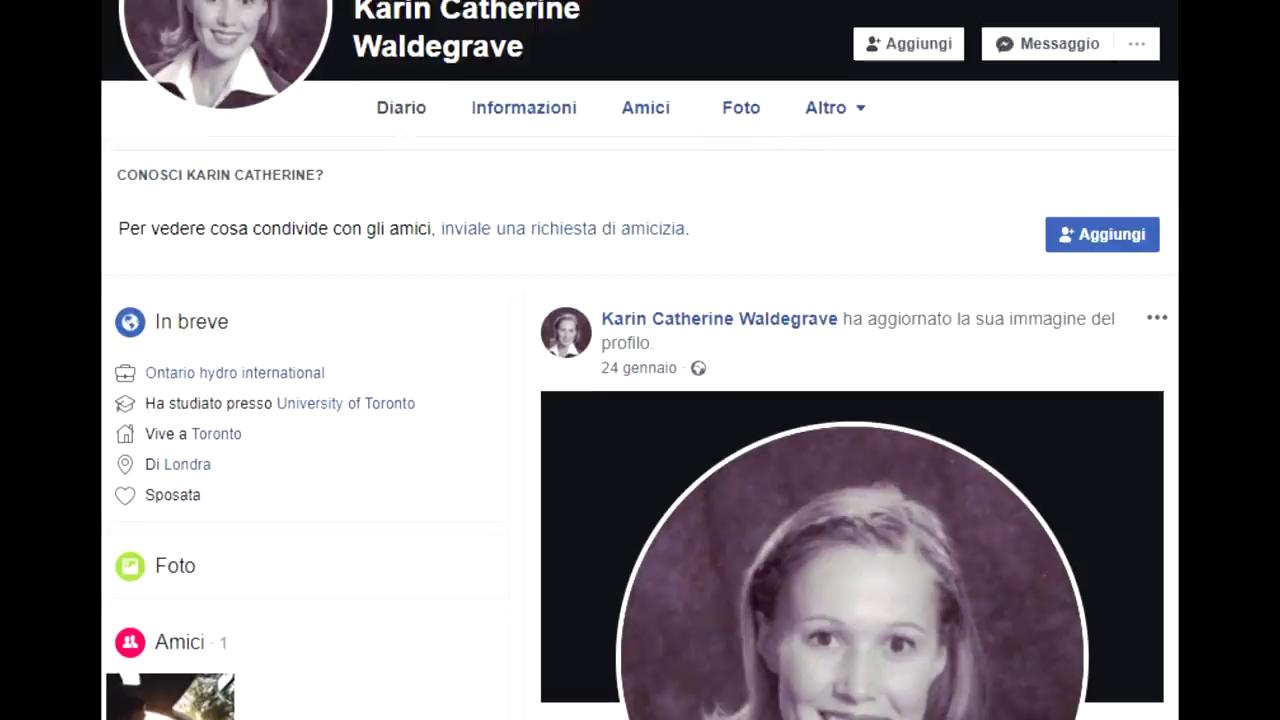 Karin Catherine
Waldegrave
Aggiungi
Messaggio
Diario Informazioni Amici Foto Altro
CONOSCI KARIN CATHERINE?
Per vedere cosa condivide con gli amici, inviale una richiesta di amicizia.
Aggiungi
In breve
Ontario hydro international
Ha studiato presso University of Toronto
Vive a Toronto
Di Londra
Sposata
Foto
Amici · 1
Karin Catherine Waldegrave ha aggiornato la sua immagine del
profilo.
24 gennaio ·